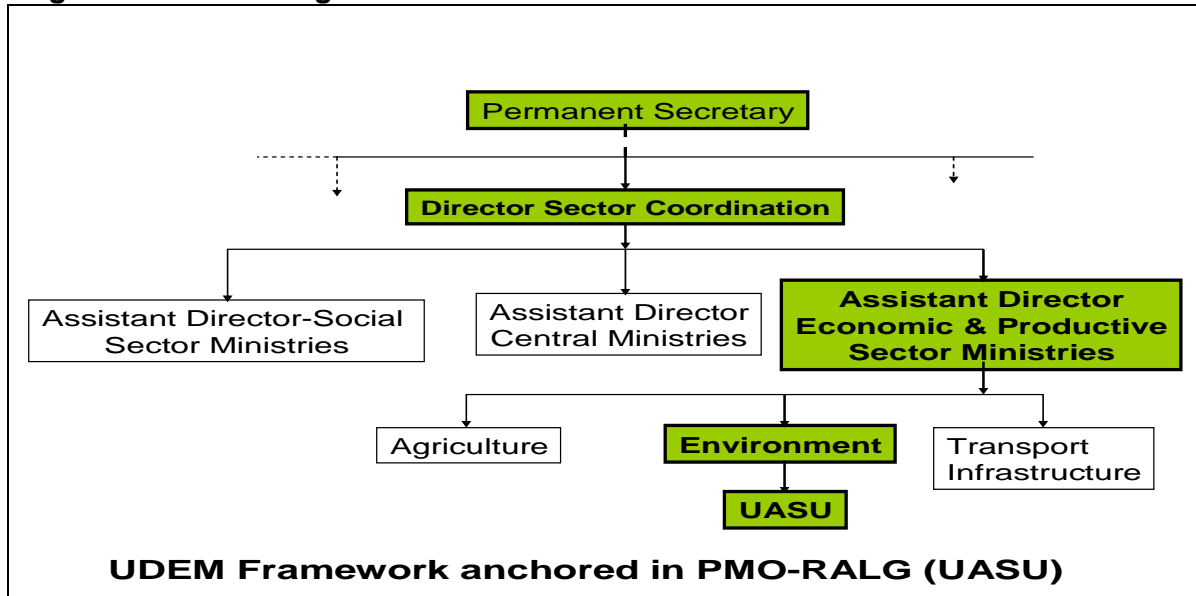 Permanent Secretary
Director Sector Coordination
Assistant Director-Social
Sector Ministries
Assistant Director
Central Ministries
Assistant Director
Economic & Productive
Sector Ministries
Agriculture
Environment
Transport
Infrastructure
UASU
UDEM Framework anchored in PMO-RALG (UASU)